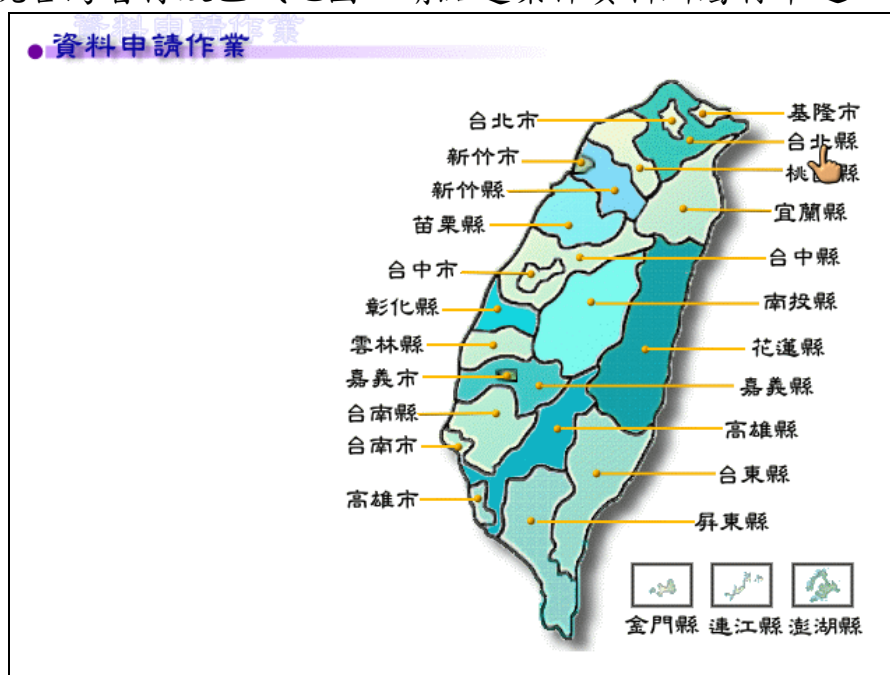 資料申請作業
台北市
基隆市
台北縣
新竹市
桃園縣
新竹縣
宜蘭縣
苗栗縣
台中縣
台中市
南投縣
彰化縣
雲林縣
花蓮縣
嘉義市
嘉義縣
台南縣
高雄縣
台南市
台東縣
高雄市
屏東縣
金門縣 連江縣 澎湖縣